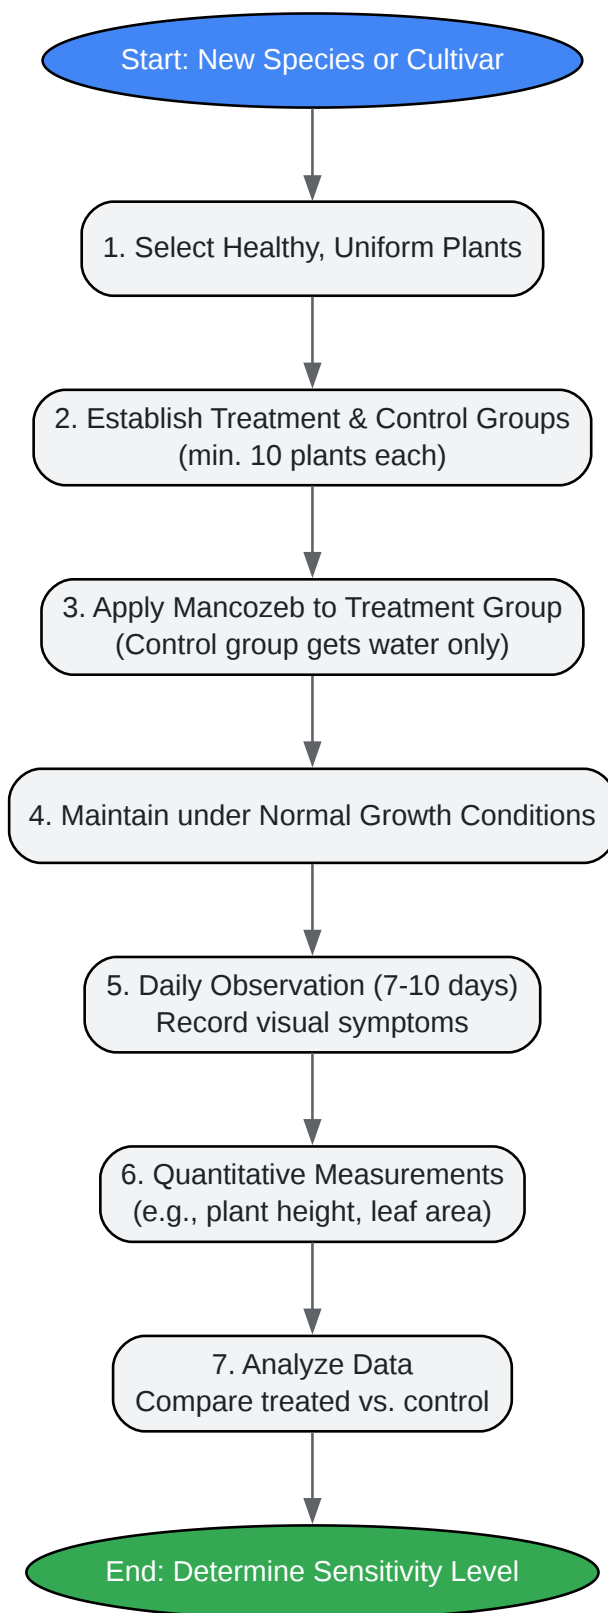 Start: New Species or Cultivar
1. Select Healthy, Uniform Plants
2. Establish Treatment & Control Groups
(min. 10 plants each)
3. Apply Mancozeb to Treatment Group
(Control group gets water only)
4. Maintain under Normal Growth Conditions
5. Daily Observation (7-10 days)
Record visual symptoms
6. Quantitative Measurements
(e.g., plant height, leaf area)
7. Analyze Data
Compare treated vs. control
End: Determine Sensitivity Level